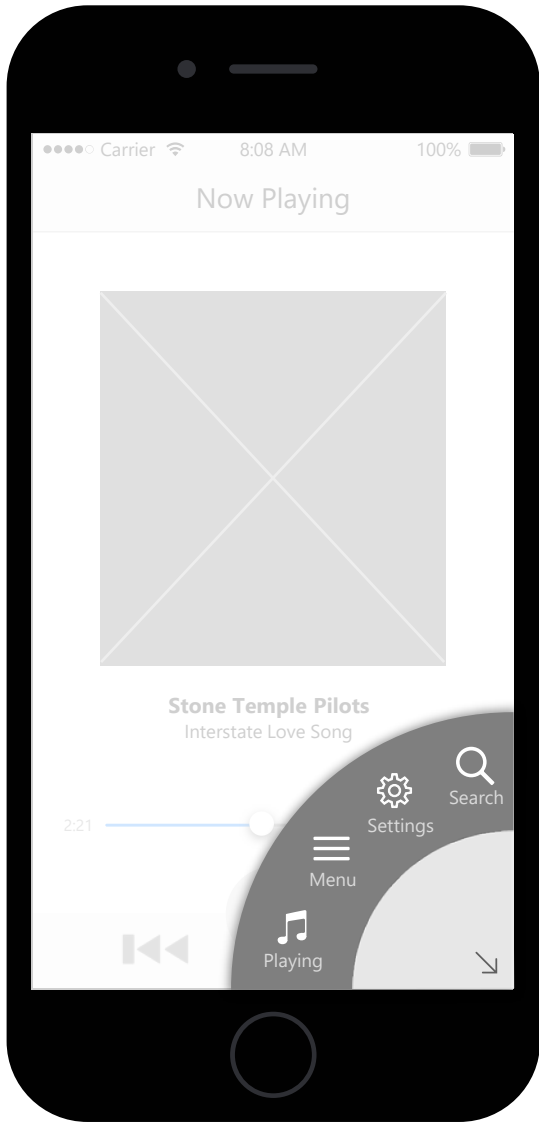 Carrier 8:08 AM 100%
Now Playing
Stone Temple Pilots
Interstate Love Song
2:21
Search
Settings
Menu
Playing